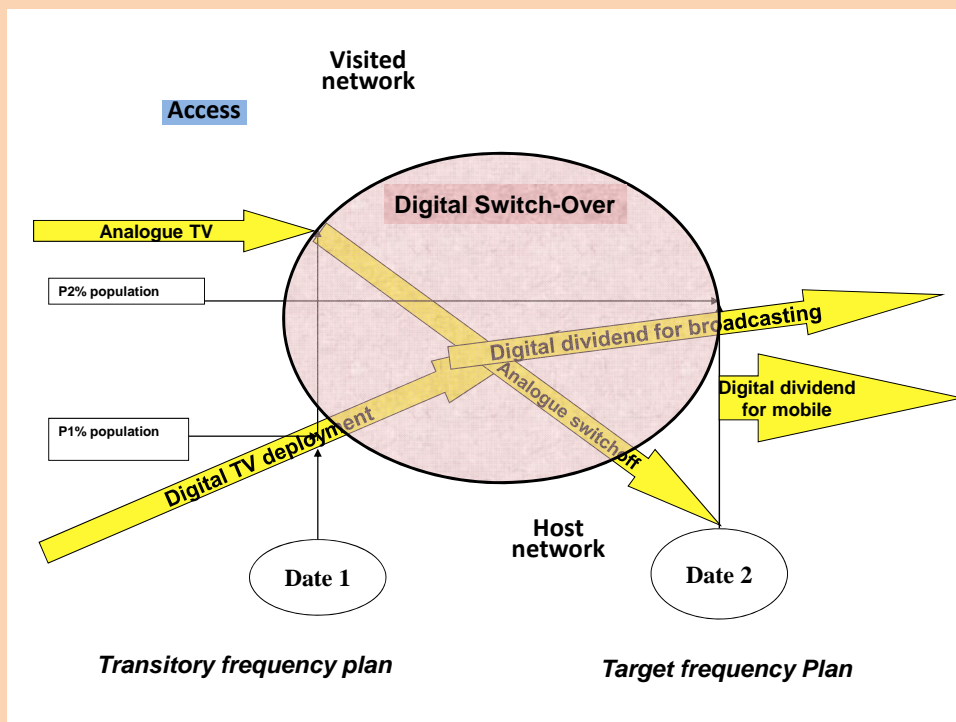 Visited
network
Access
Digital Switch-Over
Analogue TV
P2% population
Digital dividend for broadcasting
Analogue switchoff
Digital dividend
for mobile
P1% population
Digital TV deployment
Host
network
Date 1
Date 2
Transitory frequency plan
Target frequency Plan